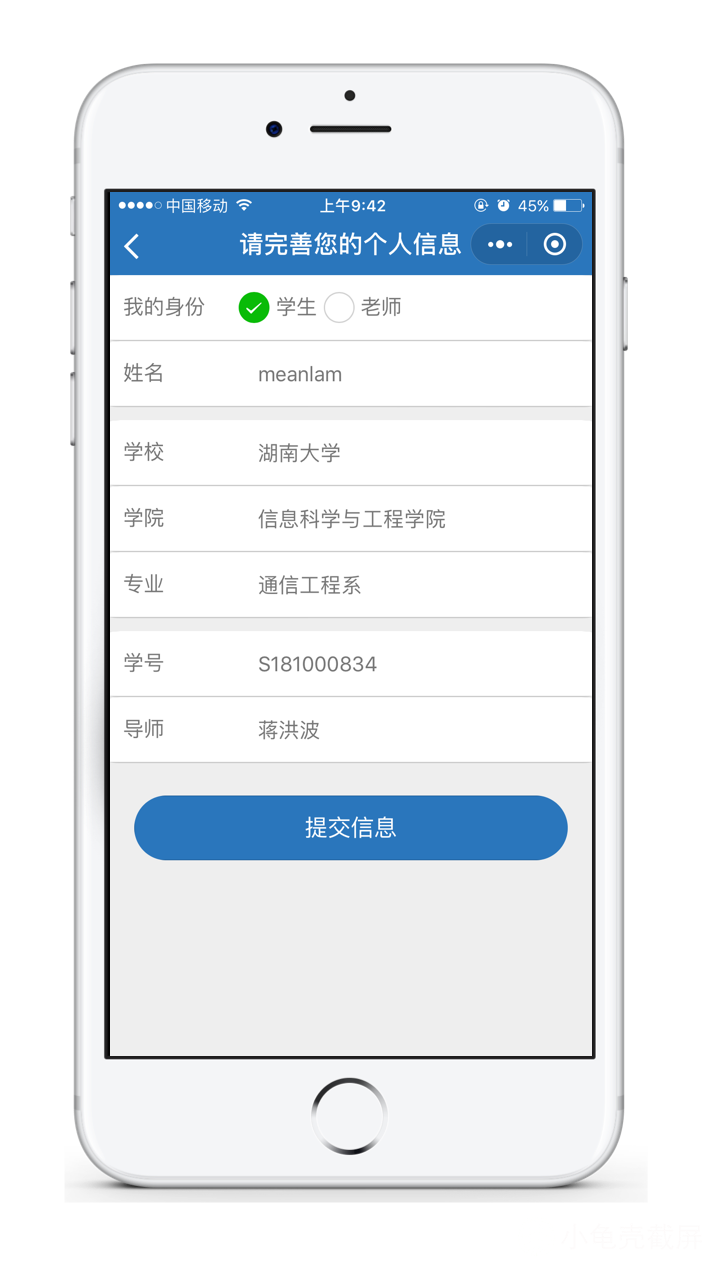 中国移动 上午9:42 45%
请完善您的个人信息
我的身份 学生 老师
姓名 meanlam
学校 湖南大学
学院 信息科学与工程学院
专业 通信工程系
学号 S181000834
导师 蒋洪波
提交信息